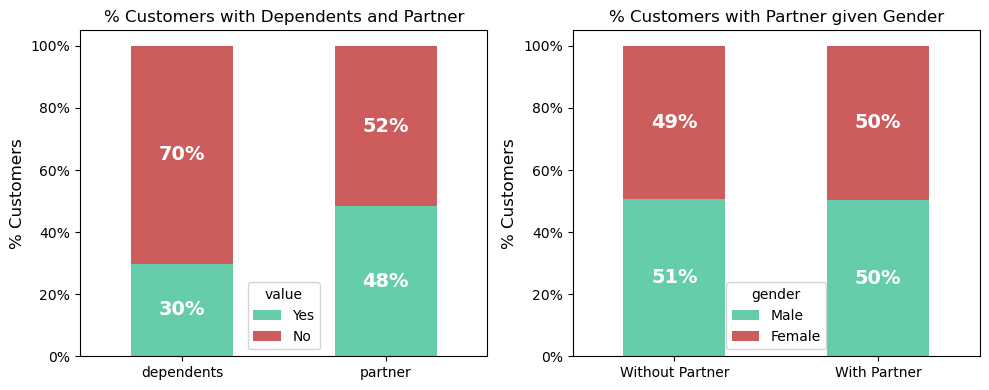 % Customers with Dependents and Partner
% Customers
100%
80%
60%
40%
20%
0%
70%
30%
52%
48%
value
Yes
No
dependents
partner
% Customers with Partner given Gender
% Customers
100%
80%
60%
40%
20%
0%
49%
51%
50%
50%
gender
Male
Female
Without Partner
With Partner